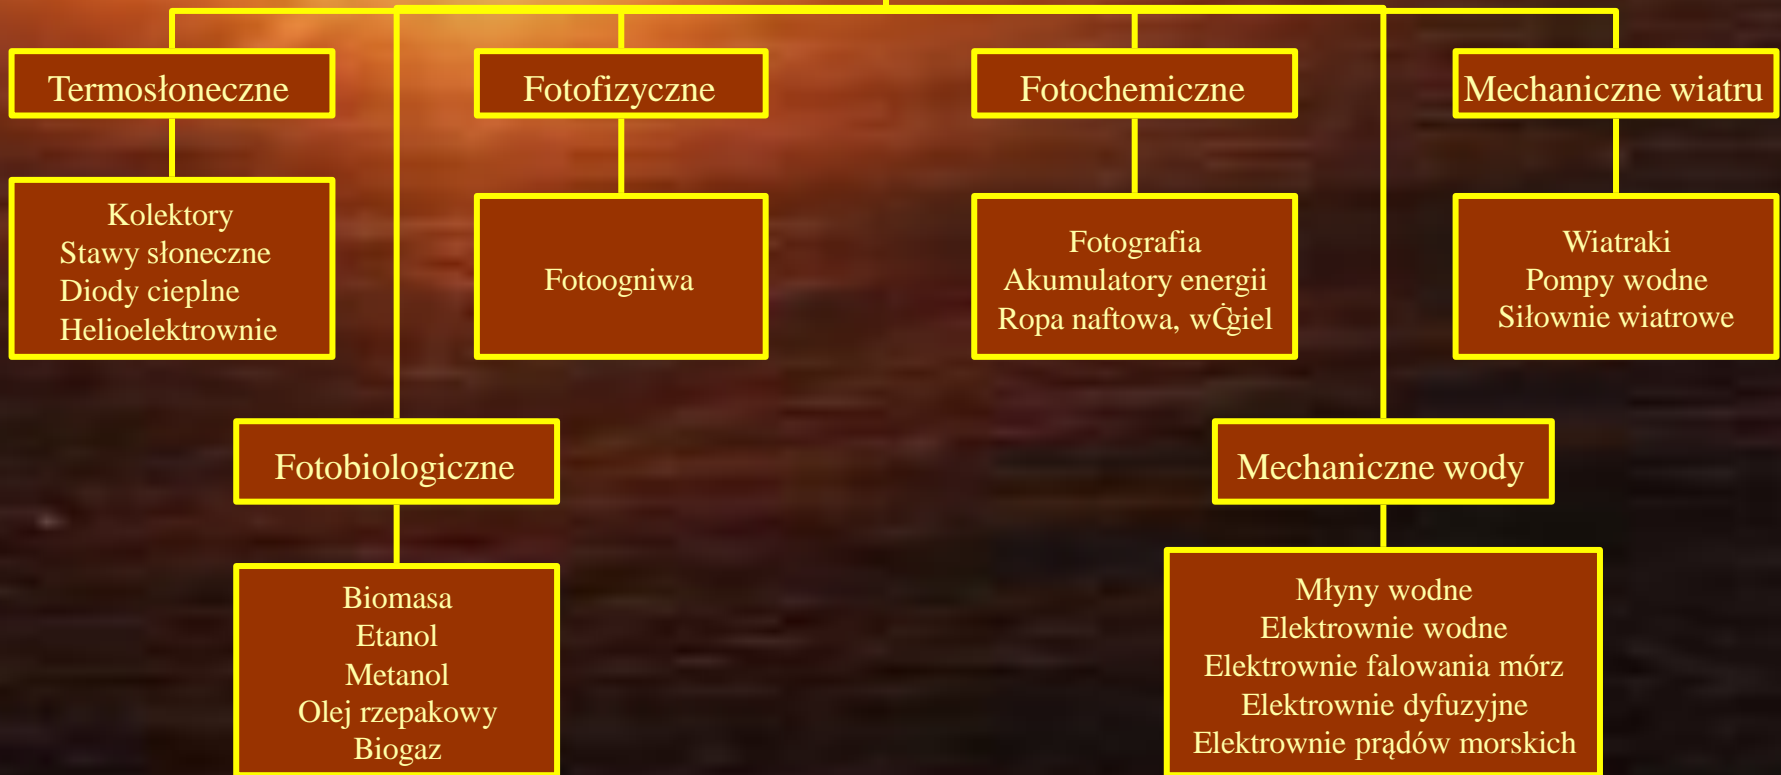 Termosłoneczne
Fotofizyczne
Fotochemiczne
Mechaniczne wiatru
Kolektory
Stawy słoneczne
Diody cieplne
Helioelektrownie
Fotoogniwa
Fotografia
Akumulatory energii
Ropa naftowa, wĊgiel
Wiatraki
Pompy wodne
Siłownie wiatrowe
Fotobiologiczne
Mechaniczne wody
Biomasa
Etanol
Metanol
Olej rzepakowy
Biogaz
Młyny wodne
Elektrownie wodne
Elektrownie falowania mórz
Elektrownie dyfuzyjne
Elektrownie prądów morskich